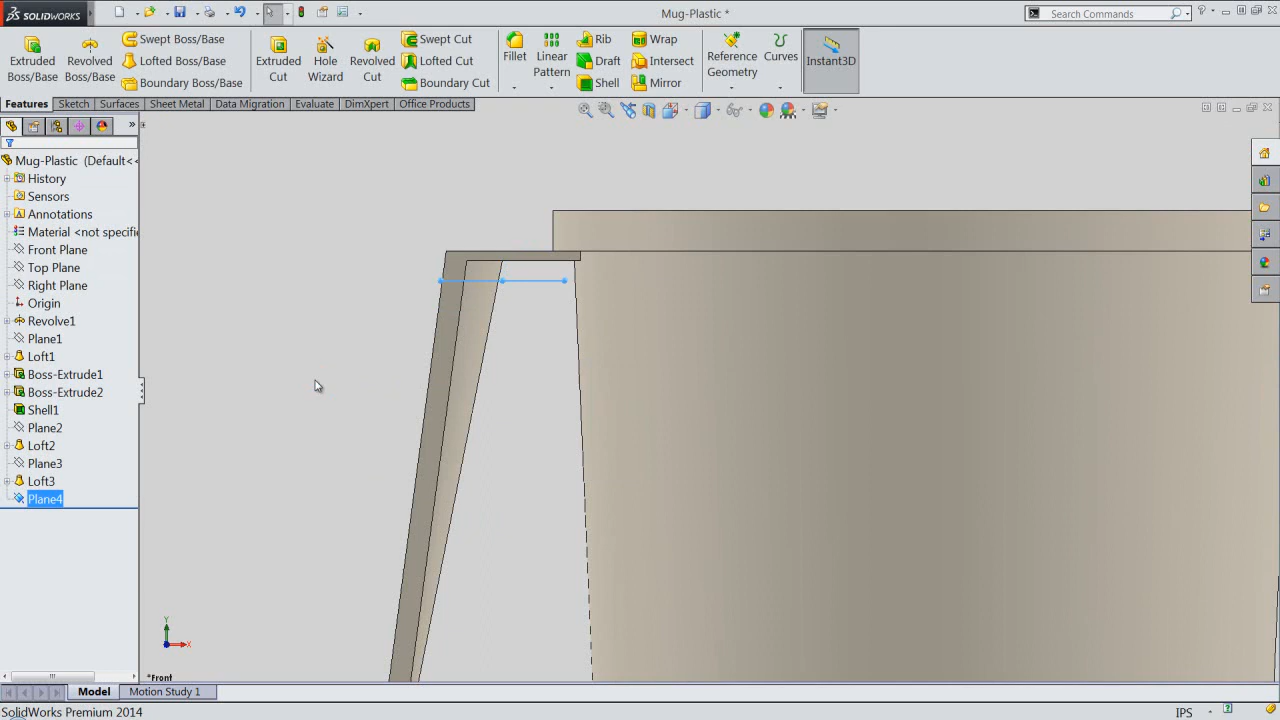 SOLIDWORKS
Mug-Plastic *
Search Commands
Extruded Boss/Base
Revolved Boss/Base
Swept Boss/Base
Lofted Boss/Base
Boundary Boss/Base
Extruded Cut
Hole Wizard
Revolved Cut
Swept Cut
Lofted Cut
Boundary Cut
Fillet
Linear Pattern
Rib
Draft
Shell
Wrap
Intersect
Mirror
Reference Geometry
Curves
Instant3D
Features
Sketch
Surfaces
Sheet Metal
Data Migration
Evaluate
DimXpert
Office Products
Mug-Plastic (Default<<
History
Sensors
Annotations
Material <not specifi
Front Plane
Top Plane
Right Plane
Origin
Revolve1
Plane1
Loft1
Boss-Extrude1
Boss-Extrude2
Shell1
Plane2
Loft2
Plane3
Loft3
Plane4
Y
X
*Front
Model
Motion Study 1
SolidWorks Premium 2014
IPS